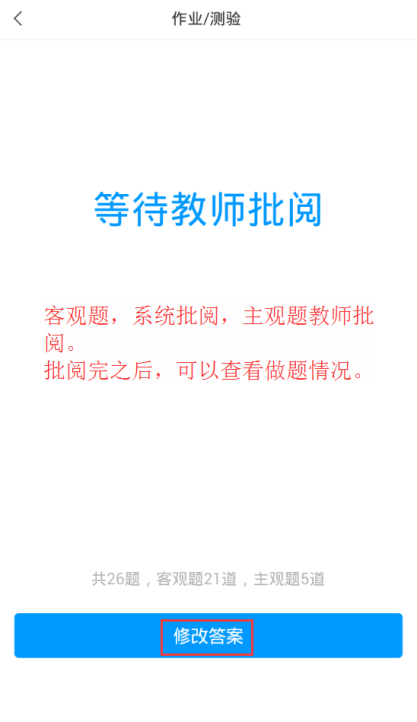 作业/测验
等待教师批阅
客观题，系统批阅，主观题教师批
阅。
批阅完之后，可以查看做题情况。
共26题，客观题21道，主观题5道
修改答案